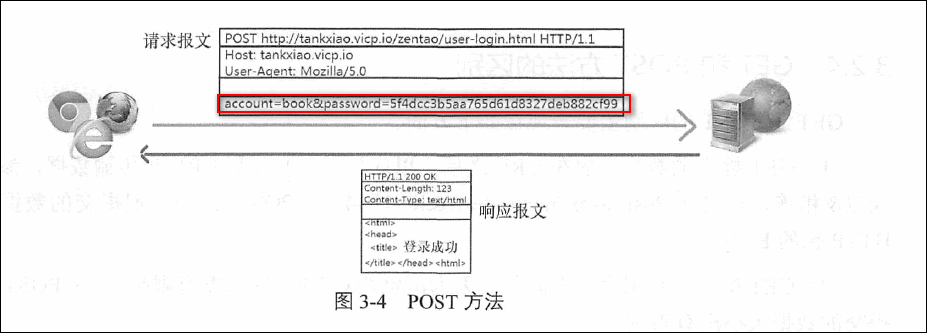 请求报文
POST http://tankxiao.vicp.io/zentao/user-login.html HTTP/1.1
Host: tankxiao.vicp.io
User-Agent: Mozilla/5.0
account=book&password=5f4dcc3b5aa765d61d8327deb882cf99
HTTP/1.1 200 OK
Content-Length: 123
Content-Type: text/html
响应报文
<html>
<head>
<title> 登录成功
</title> </head> <html>
图 3-4 POST 方法